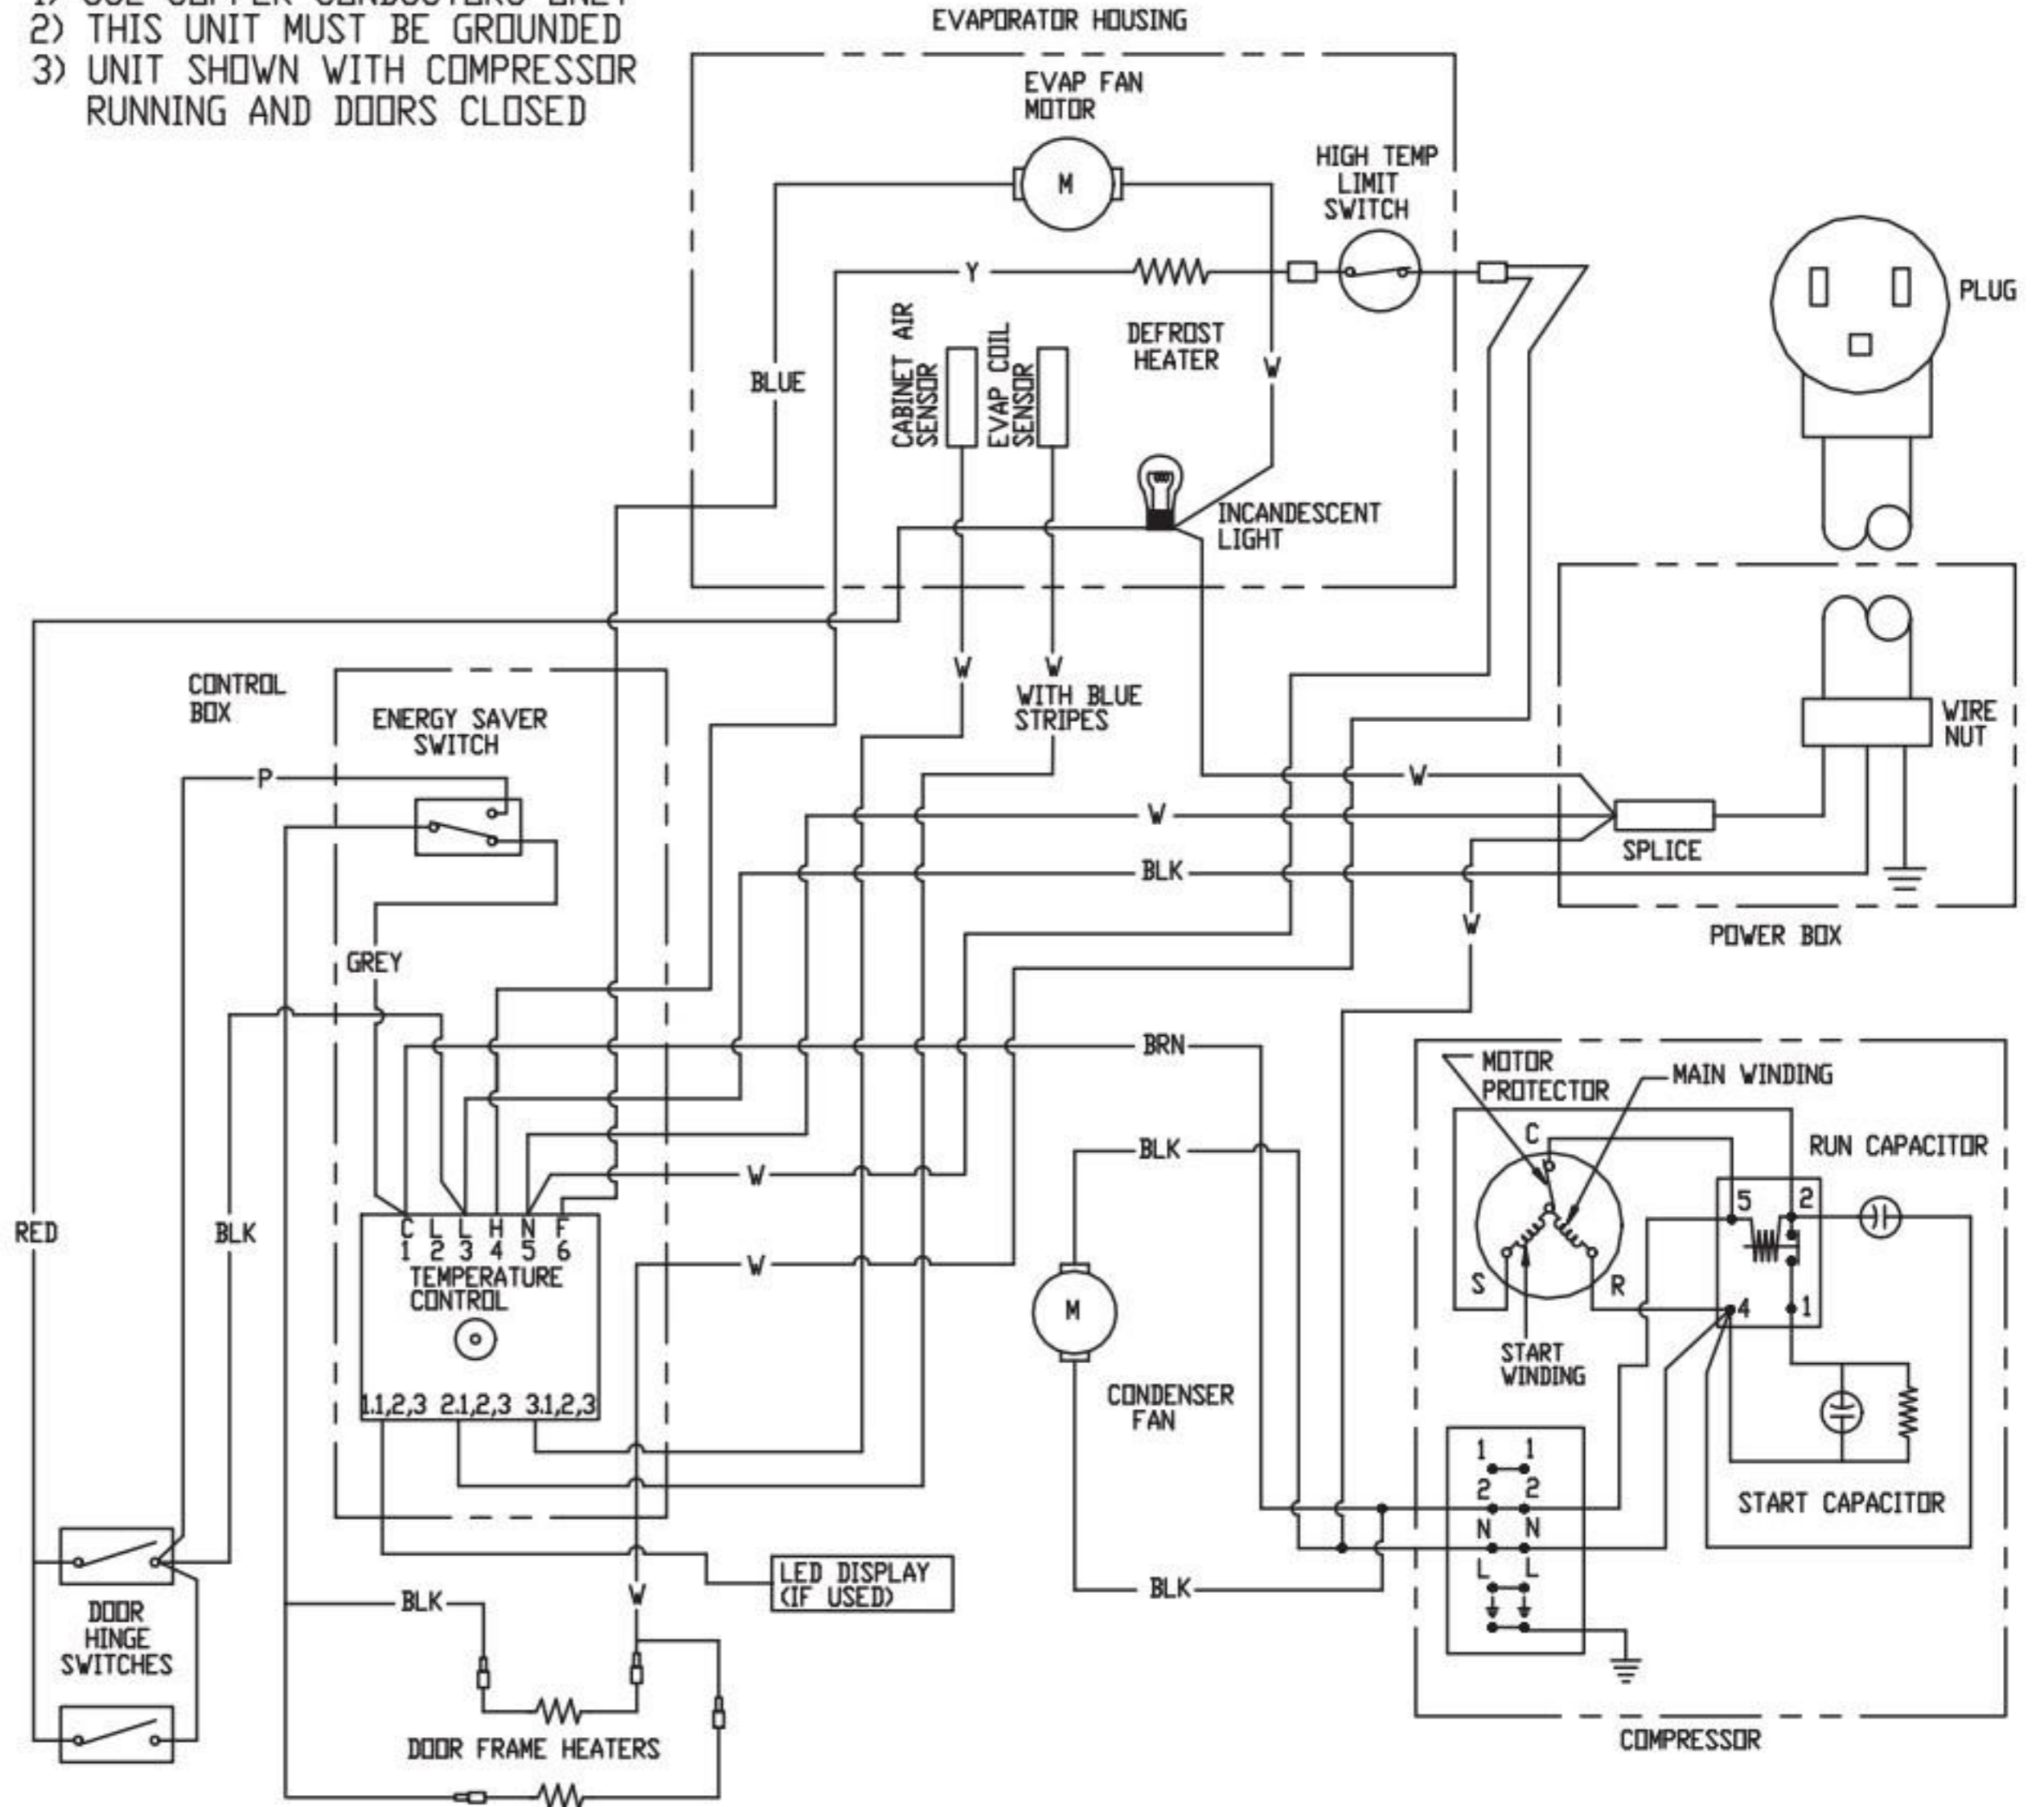 1) USE COPPER CONDUCTORS ONLY
2) THIS UNIT MUST BE GROUNDED
3) UNIT SHOWN WITH COMPRESSOR
RUNNING AND DOORS CLOSED
EVAPORATOR HOUSING
EVAP FAN
MOTOR
M
HIGH TEMP
LIMIT
SWITCH
PLUG
Y
BLUE
CABINET AIR
SENSOR
EVAP COIL
SENSOR
DEFROST
HEATER
W
INCANDESCENT
LIGHT
CONTROL
BOX
ENERGY SAVER
SWITCH
W
W
WITH BLUE
STRIPES
WIRE
NUT
P
W
W
SPLICE
BLK
W
POWER BOX
GREY
BRN
MOTOR
PROTECTOR
MAIN WINDING
C
BLK
RUN CAPACITOR
W
5
2
RED
BLK
C L L H N F
1 2 3 4 5 6
TEMPERATURE
CONTROL
W
S
R
M
4
1
START
WINDING
1.1,2,3 2.1,2,3 3.1,2,3
CONDENSER
FAN
1 1
2 2
START CAPACITOR
N N
L L
LED DISPLAY
(IF USED)
BLK
BLK
W
DOOR
HINGE
SWITCHES
DOOR FRAME HEATERS
COMPRESSOR